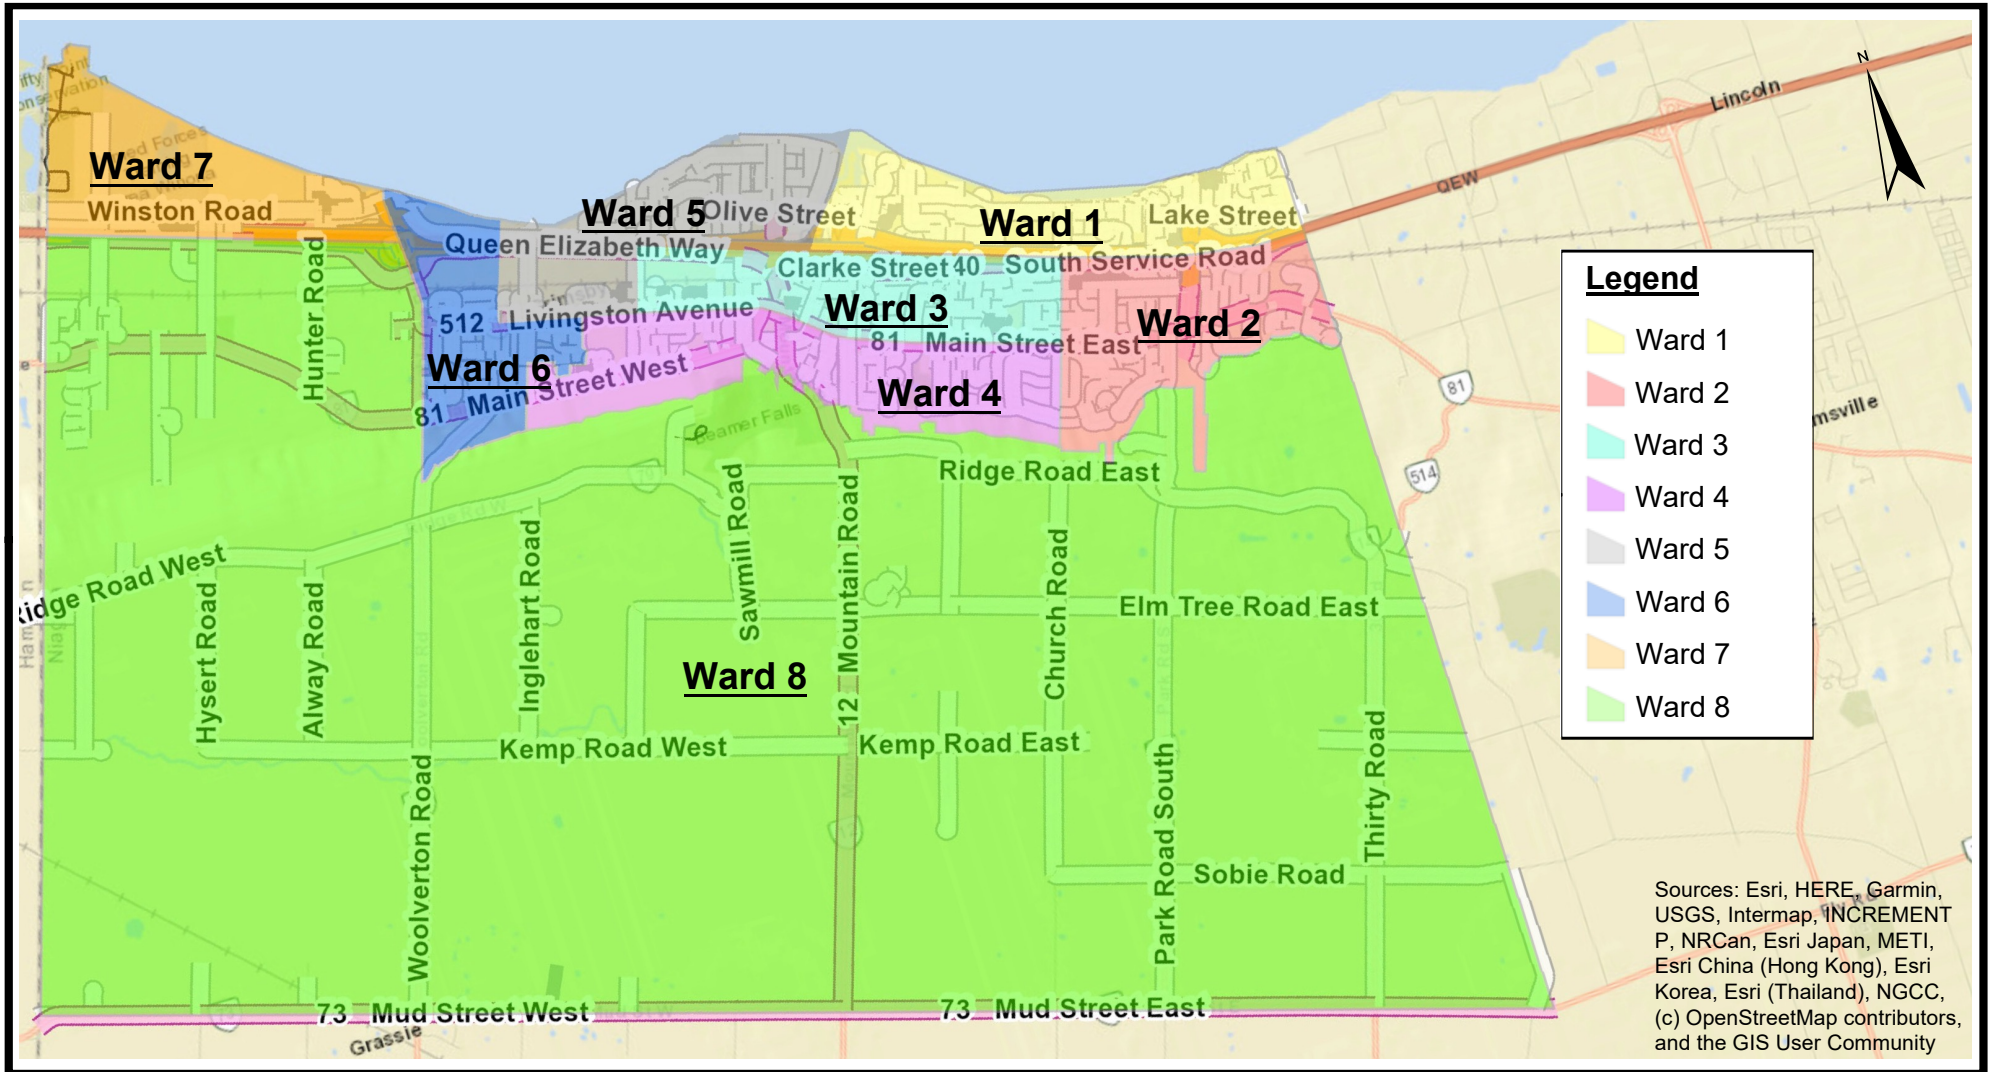 N
Lincoln
QEW
Ward 7
Winston Road
Ward 5
Olive Street
Ward 1
Lake Street
Queen Elizabeth Way
Clarke Street
40
South Service Road
Hunter Road
512
Livingston Avenue
Ward 3
Ward 2
81
Main Street East
Ward 6
81
Main Street West
Ward 4
Beamer Falls
81
514
Ridge Road East
Ridge Rd W
Ridge Road West
Hysert Road
Alway Road
Inglehart Road
Sawmill Road
12
Mountain Road
Church Road
Elm Tree Road East
Ward 8
Kemp Road West
Kemp Road East
Woolverton Road
Park Road South
Thirty Road
Sobie Road
73
Mud Street West
73
Mud Street East
Grassie
Legend
Ward 1
Ward 2
Ward 3
Ward 4
Ward 5
Ward 6
Ward 7
Ward 8
Sources: Esri, HERE, Garmin,
USGS, Intermap, INCREMENT
P, NRCan, Esri Japan, METI,
Esri China (Hong Kong), Esri
Korea, Esri (Thailand), NGCC,
(c) OpenStreetMap contributors,
and the GIS User Community